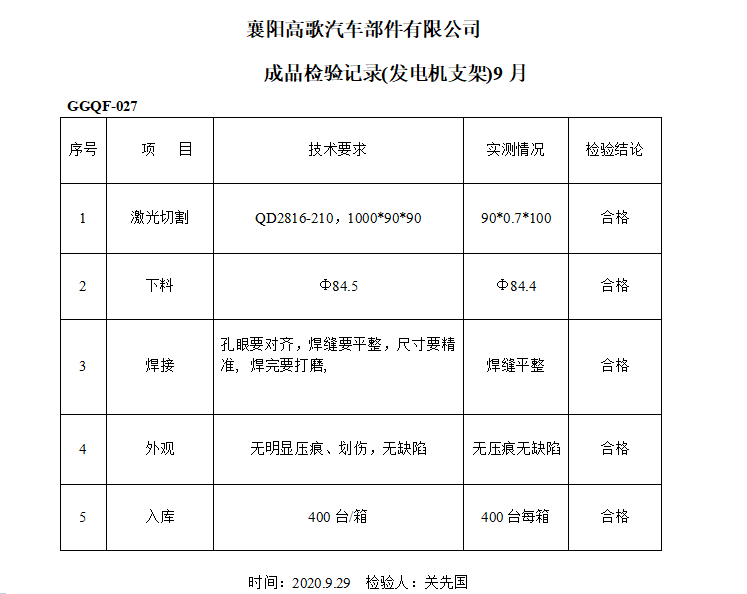 襄阳高歌汽车部件有限公司
成品检验记录(发电机支架)9月
GGQF-027
序号 项 目 技术要求 实测情况 检验结论
1 激光切割 QD2816-210，1000*90*90 90*0.7*100 合格
2 下料 Φ84.5 Φ84.4 合格
3 焊接 孔眼要对齐，焊缝要平整，尺寸要精 焊缝平整 合格
准, 焊完要打磨,
4 外观 无明显压痕、划伤，无缺陷 无压痕无缺陷 合格
5 入库 400台/箱 400台每箱 合格
时间：2020.9.29 检验人：关先国